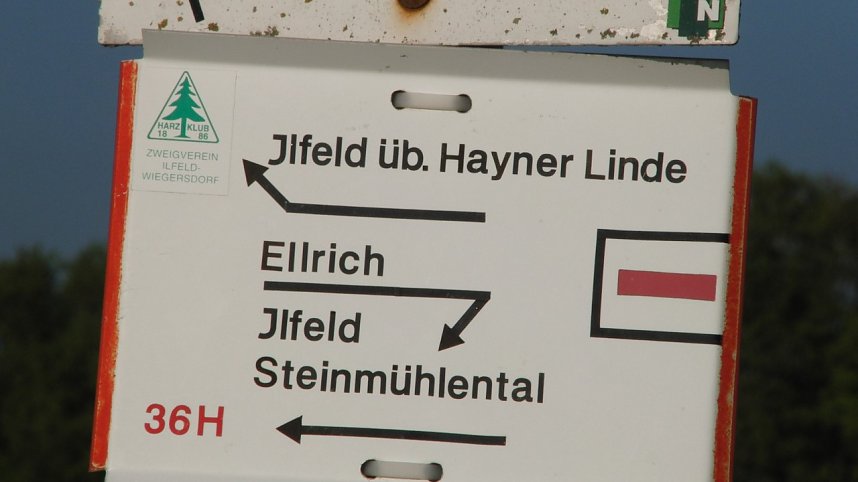 N
HARZ KLUB
18 86
ZWEIGVEREIN
ILFELD-
WIEGERSDORF
Jlfeld üb. Hayner Linde
Ellrich
Jlfeld
Steinmühlental
36H